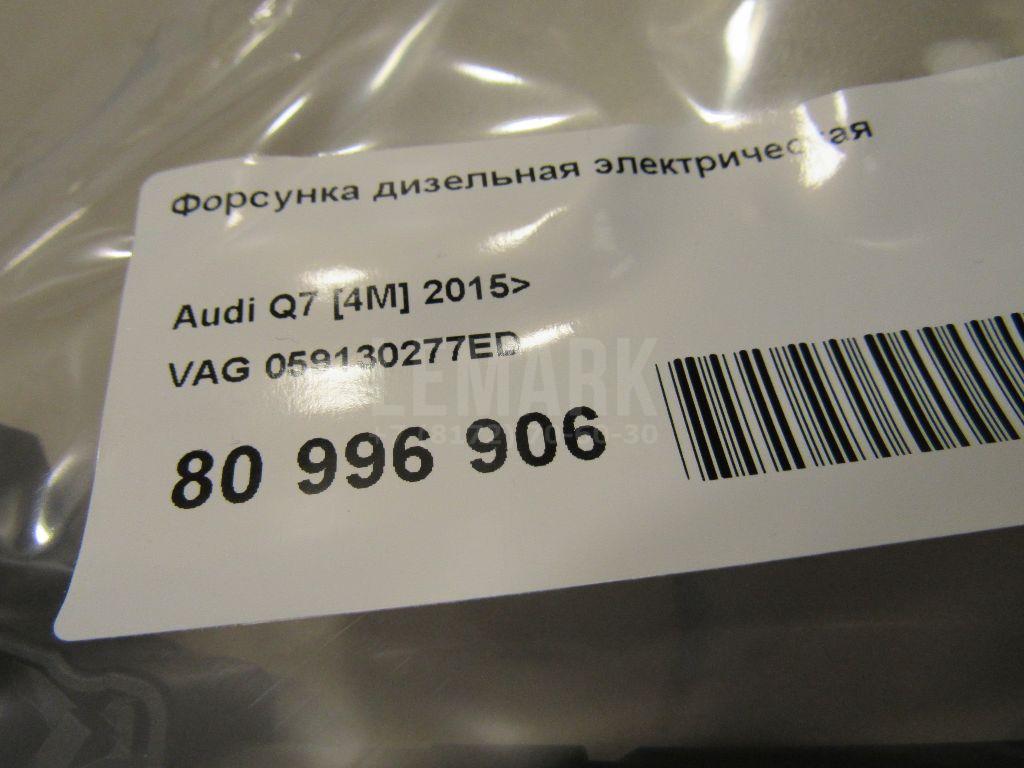 Форсунка дизельная электрическая
Audi Q7 [4M] 2015>
VAG 059130277ED
LEMARK
80 996 906